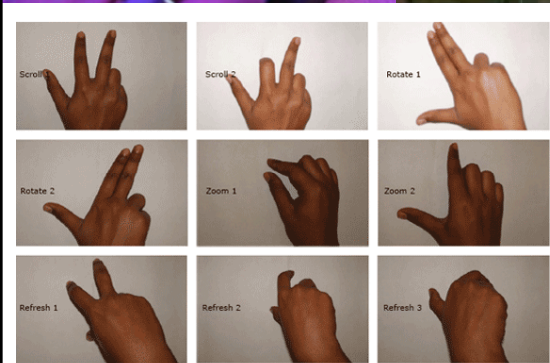 Scroll 1
Scroll 2
Rotate 1
Rotate 2
Zoom 1
Zoom 2
Refresh 1
Refresh 2
Refresh 3